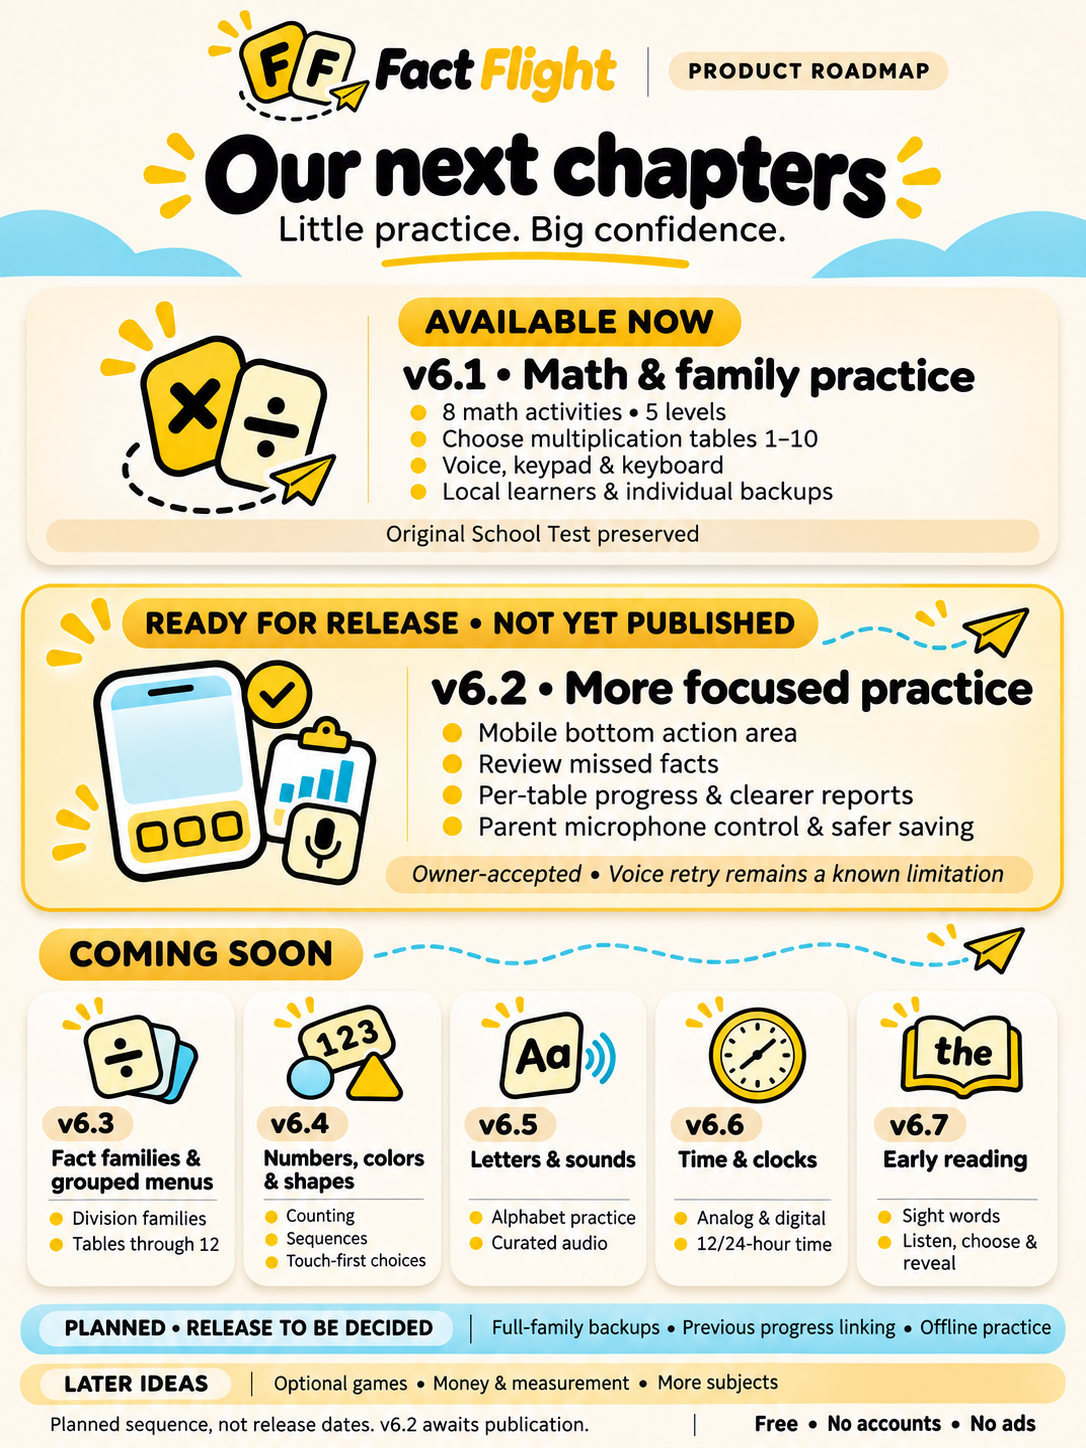 FF Fact Flight
PRODUCT ROADMAP
Our next chapters
Little practice. Big confidence.
AVAILABLE NOW
v6.1 • Math & family practice
8 math activities • 5 levels
Choose multiplication tables 1–10
Voice, keypad & keyboard
Local learners & individual backups
Original School Test preserved
READY FOR RELEASE • NOT YET PUBLISHED
v6.2 • More focused practice
Mobile bottom action area
Review missed facts
Per-table progress & clearer reports
Parent microphone control & safer saving
Owner-accepted • Voice retry remains a known limitation
COMING SOON
v6.3
Fact families &
grouped menus
Division families
Tables through 12
123
v6.4
Numbers, colors
& shapes
Counting
Sequences
Touch-first choices
Aa
v6.5
Letters & sounds
Alphabet practice
Curated audio
v6.6
Time & clocks
Analog & digital
12/24-hour time
the
v6.7
Early reading
Sight words
Listen, choose &
reveal
PLANNED • RELEASE TO BE DECIDED
Full-family backups • Previous progress linking • Offline practice
LATER IDEAS
Optional games • Money & measurement • More subjects
Planned sequence, not release dates. v6.2 awaits publication.
Free • No accounts • No ads